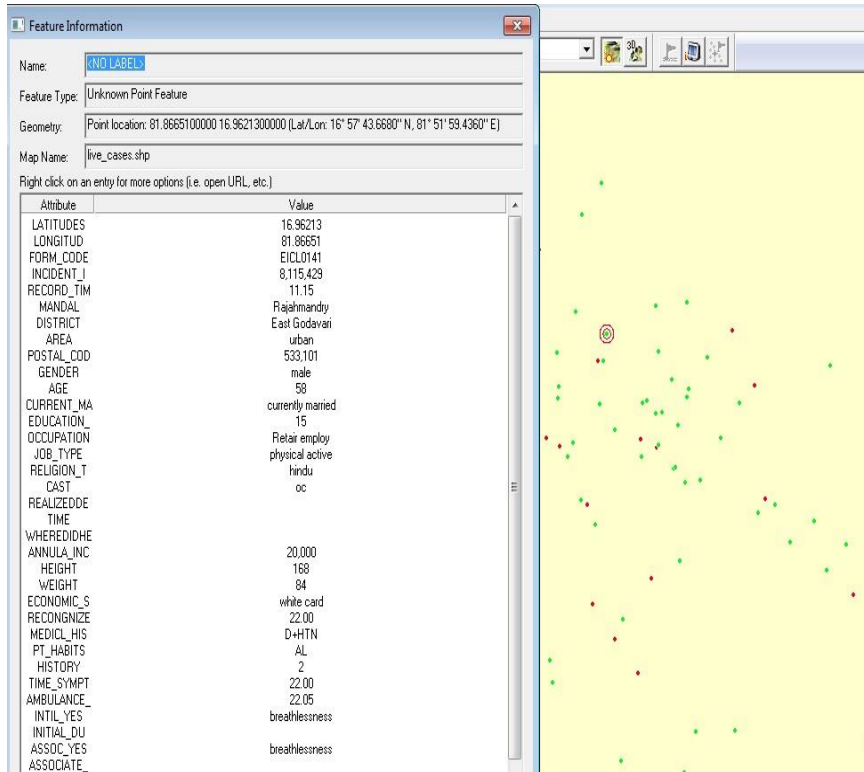 Feature Information
Name: <NO LABEL>
Feature Type: Unknown Point Feature
Geometry: Point location: 81.8665100000 16.9621300000 (Lat/Lon: 16° 57' 43.6680" N, 81° 51' 59.4360" E)
Map Name: live_cases.shp
Right click on an entry for more options (i.e. open URL, etc.)
Attribute Value
LATITUDES 16.96213
LONGITUD 81.86651
FORM_CODE EICL0141
INCIDENT_I 8,115,429
RECORD_TIM 11.15
MANDAL Rajahmandry
DISTRICT East Godavari
AREA urban
POSTAL_COD 533,101
GENDER male
AGE 58
CURRENT_MA currently married
EDUCATION_ 15
OCCUPATION Retair employ
JOB_TYPE physical active
RELIGION_T hindu
CAST oc
REALIZEDDE
TIME
WHEREDIDHE
ANNULA_INC 20,000
HEIGHT 168
WEIGHT 84
ECONOMIC_S white card
RECONGNIZE 22.00
MEDICL_HIS D+HTN
PT_HABITS AL
HISTORY 2
TIME_SYMPT 22.00
AMBULANCE_ 22.05
INTIL_YES breathlessness
INITIAL_DU
ASSOC_YES breathlessness
ASSOCIATE_
3D